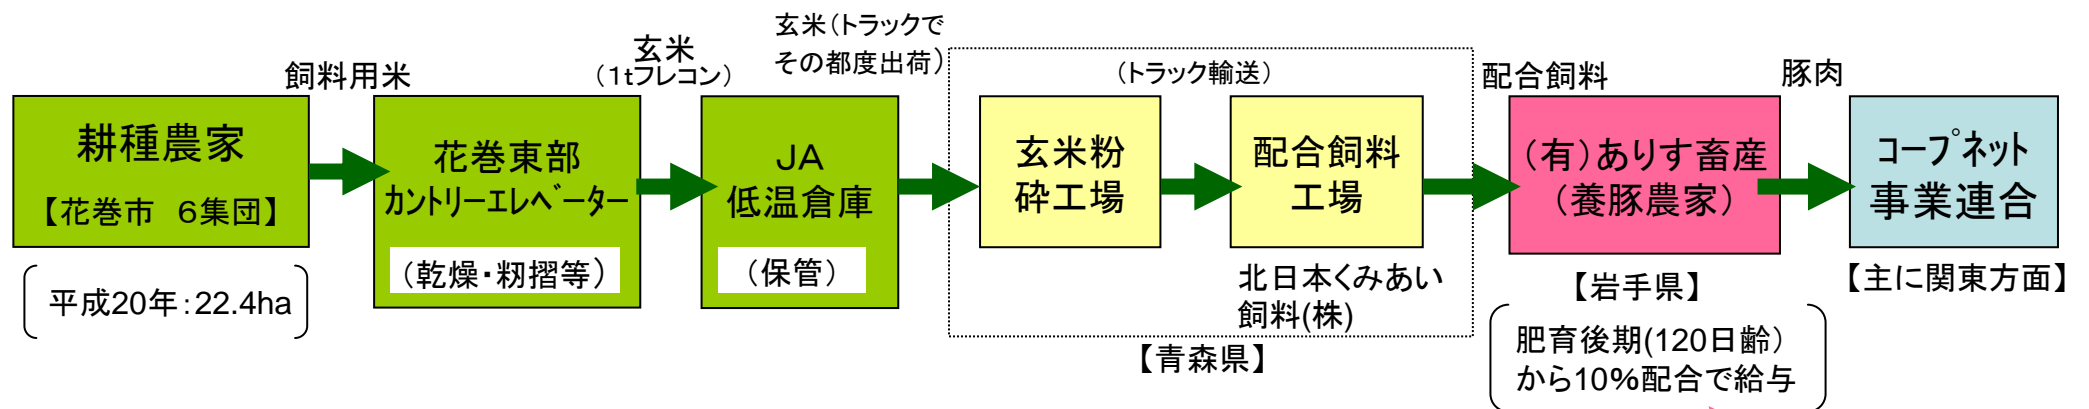 飼料用米
耕種農家
【花巻市 6集団】
平成20年：22.4ha
花巻東部
カントリーエレベーター
（乾燥・籾摺等）
玄米
（1tフレコン）
JA
低温倉庫
（保管）
玄米（トラックで
その都度出荷）
（トラック輸送）
玄米粉
砕工場
配合飼料
工場
北日本くみあい
飼料(株)
【青森県】
配合飼料
（有）ありす畜産
（養豚農家）
【岩手県】
肥育後期(120日齢)
から10%配合で給与
豚肉
コープネット
事業連合
【主に関東方面】